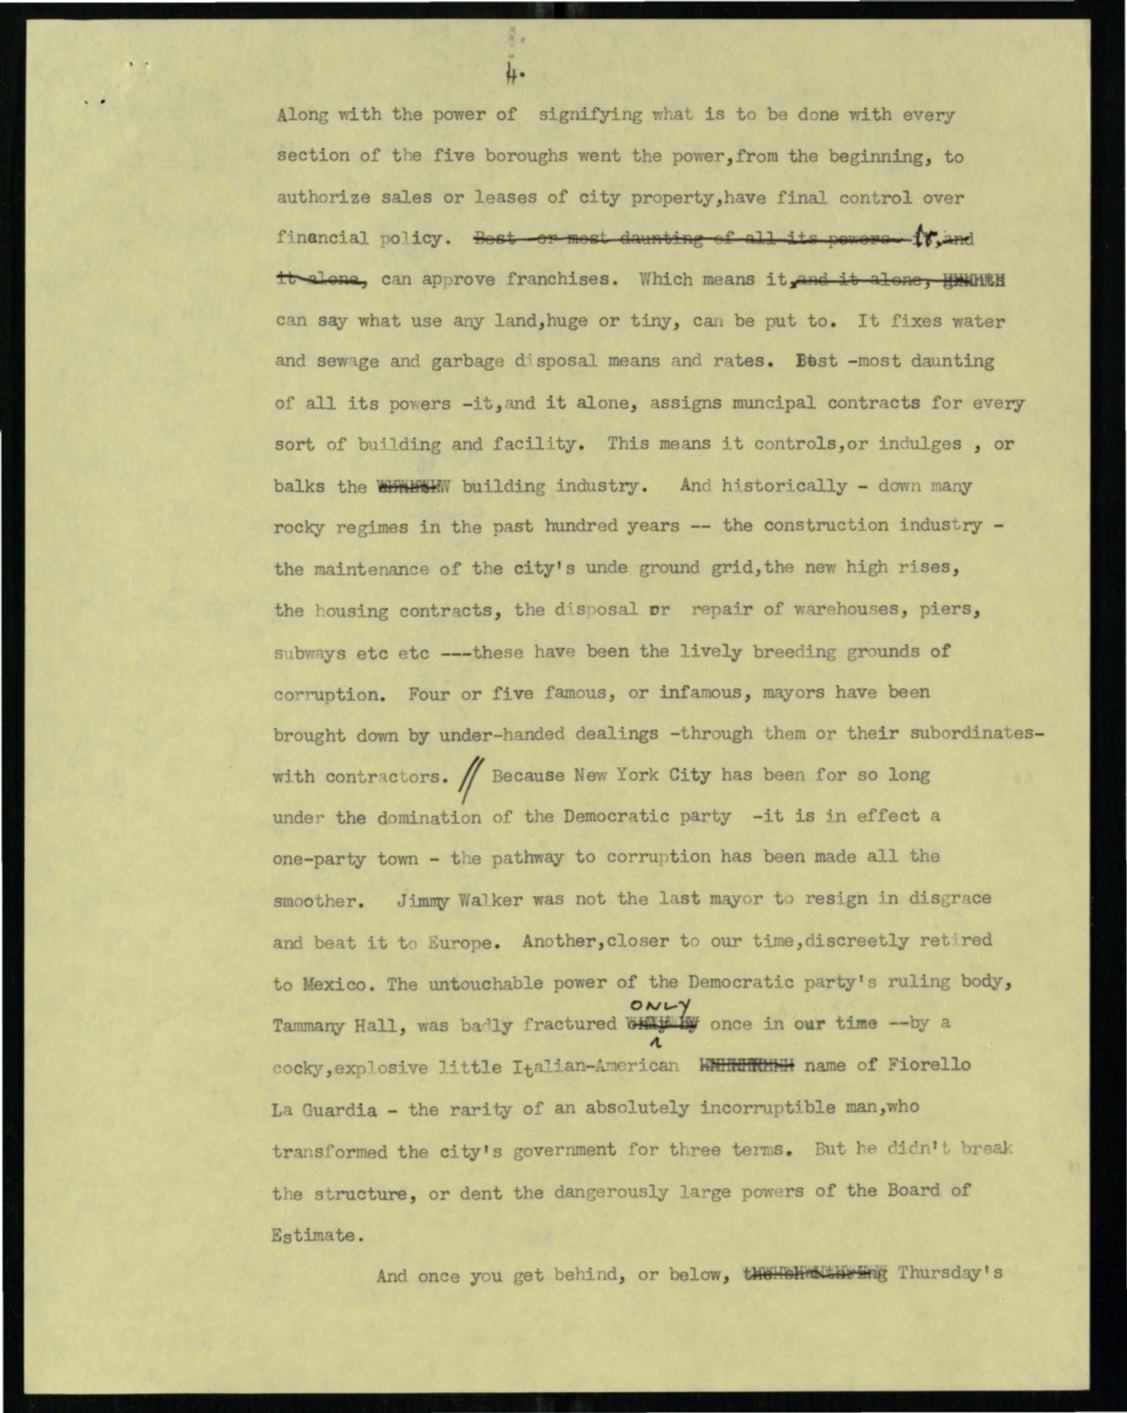 4.
Along with the power of signifying what is to be done with every
section of the five boroughs went the power,from the beginning, to
authorize sales or leases of city property,have final control over
financial policy. Best -or most daunting of all its powers- It,and
it alone, can approve franchises. Which means it,and it alone,
can say what use any land,huge or tiny, can be put to. It fixes water
and sewage and garbage disposal means and rates. Best -most daunting
of all its powers -it,and it alone, assigns muncipal contracts for every
sort of building and facility. This means it controls,or indulges , or
balks the building industry. And historically - down many
rocky regimes in the past hundred years -- the construction industry -
the maintenance of the city's unde ground grid,the new high rises,
the housing contracts, the disposal or repair of warehouses, piers,
subways etc etc ---these have been the lively breeding grounds of
corruption. Four or five famous, or infamous, mayors have been
brought down by under-handed dealings -through them or their subordinates-
with contractors. // Because New York City has been for so long
under the domination of the Democratic party -it is in effect a
one-party town - the pathway to corruption has been made all the
smoother. Jimmy Walker was not the last mayor to resign in disgrace
and beat it to Europe. Another,closer to our time,discreetly retired
to Mexico. The untouchable power of the Democratic party's ruling body,
ONLY
Tammany Hall, was badly fractured once in our time --by a
cocky,explosive little Italian-American name of Fiorello
La Guardia - the rarity of an absolutely incorruptible man,who
transformed the city's government for three terms. But he didn't break
the structure, or dent the dangerously large powers of the Board of
Estimate.
And once you get behind, or below, Thursday's